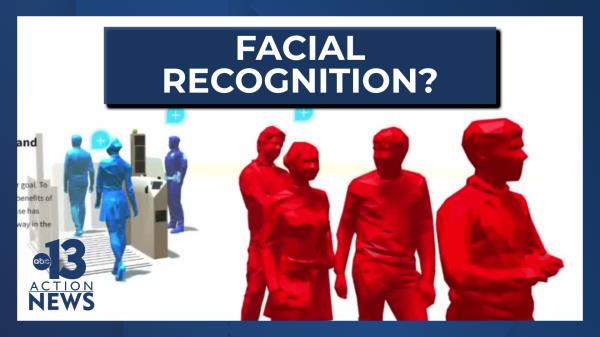 FACIAL
RECOGNITION?
and
r goal. To
benefits of
se has
way in the
abc
13
ACTION
NEWS